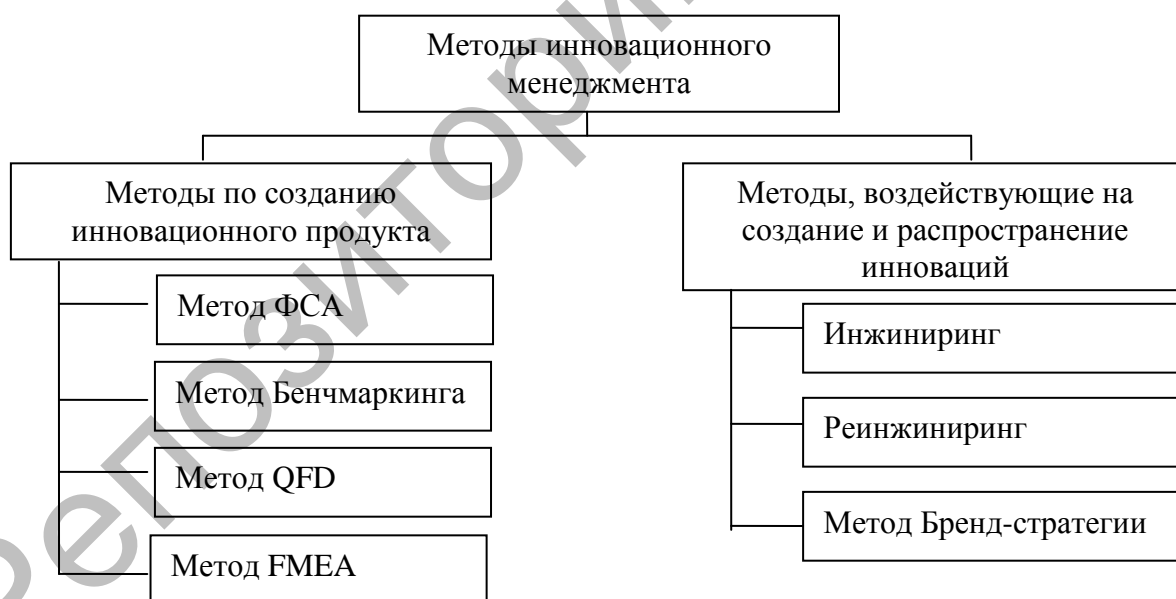 Методы инновационного
менеджмента
Методы по созданию
инновационного продукта
Метод ФСА
Метод Бенчмаркинга
Метод QFD
Метод FMEA
Методы, воздействующие на
создание и распространение
инноваций
Инжиниринг
Реинжиниринг
Метод Бренд-стратегии